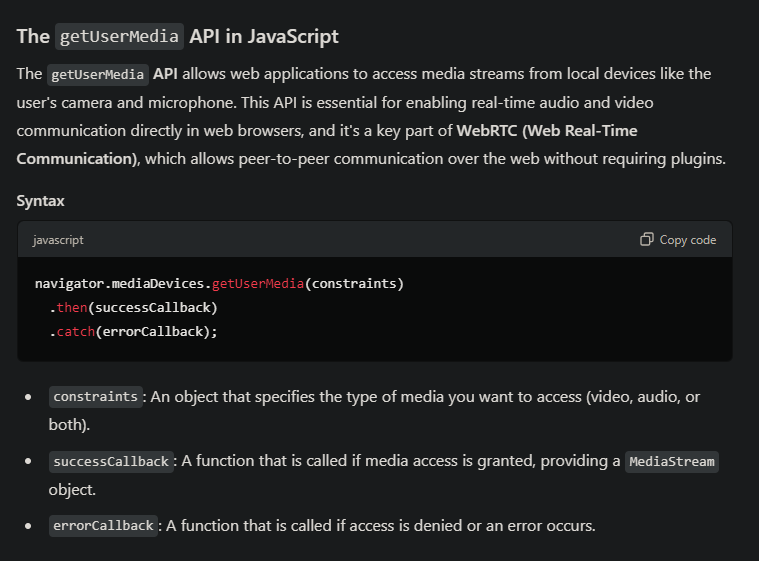 The getUserMedia API in JavaScript
The getUserMedia API allows web applications to access media streams from local devices like the
user's camera and microphone. This API is essential for enabling real-time audio and video
communication directly in web browsers, and it's a key part of WebRTC (Web Real-Time
Communication), which allows peer-to-peer communication over the web without requiring plugins.
Syntax
javascript
Copy code
navigator.mediaDevices.getUserMedia(constraints)
.then(successCallback)
.catch(errorCallback);
• constraints: An object that specifies the type of media you want to access (video, audio, or
both).
• successCallback: A function that is called if media access is granted, providing a MediaStream
object.
• errorCallback: A function that is called if access is denied or an error occurs.